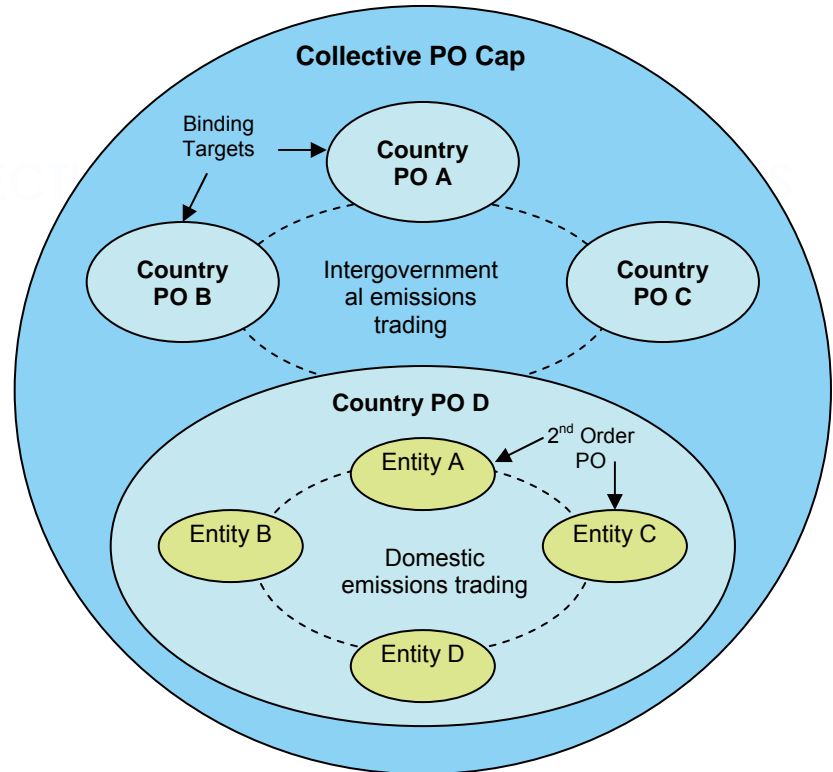 Collective PO Cap
Binding
Targets
Country
PO A
Country
PO B
Intergovernment
al emissions
trading
Country
PO C
Country PO D
2nd Order
PO
Entity A
Entity B
Entity C
Domestic
emissions trading
Entity D